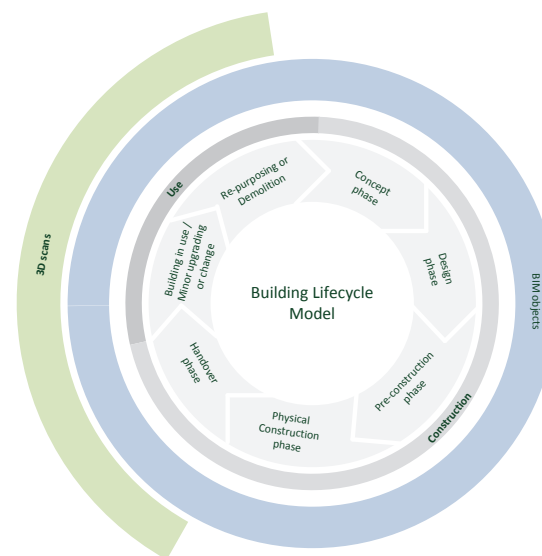 Building Lifecycle
Model
Concept
phase
Design
phase
Pre-construction
phase
Physical
Construction
phase
Handover
phase
Building in use /
Minor upgrading
or change
Re-purposing or
Demolition
Use
Construction
3D scans
BIM objects